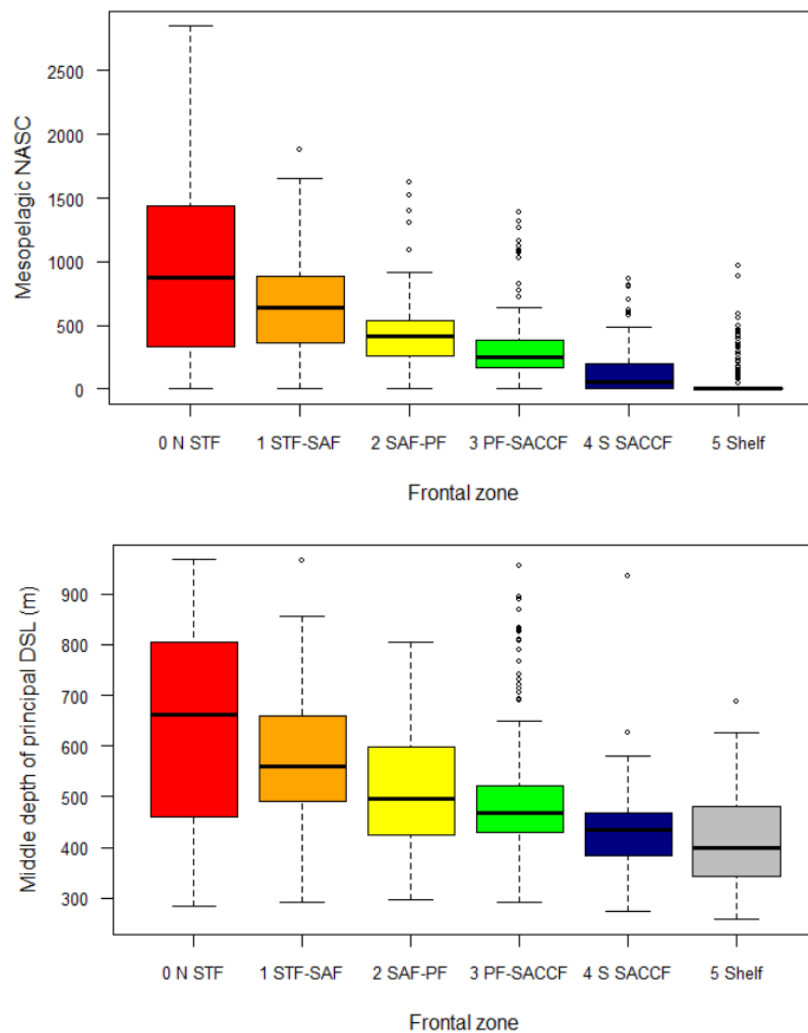 Mesopelagic NASC
2500
2000
1500
1000
500
0
0 N STF 1 STF-SAF 2 SAF-PF 3 PF-SACCF 4 S SACCF 5 Shelf
Frontal zone
Middle depth of principal DSL (m)
900
800
700
600
500
400
300
0 N STF 1 STF-SAF 2 SAF-PF 3 PF-SACCF 4 S SACCF 5 Shelf
Frontal zone